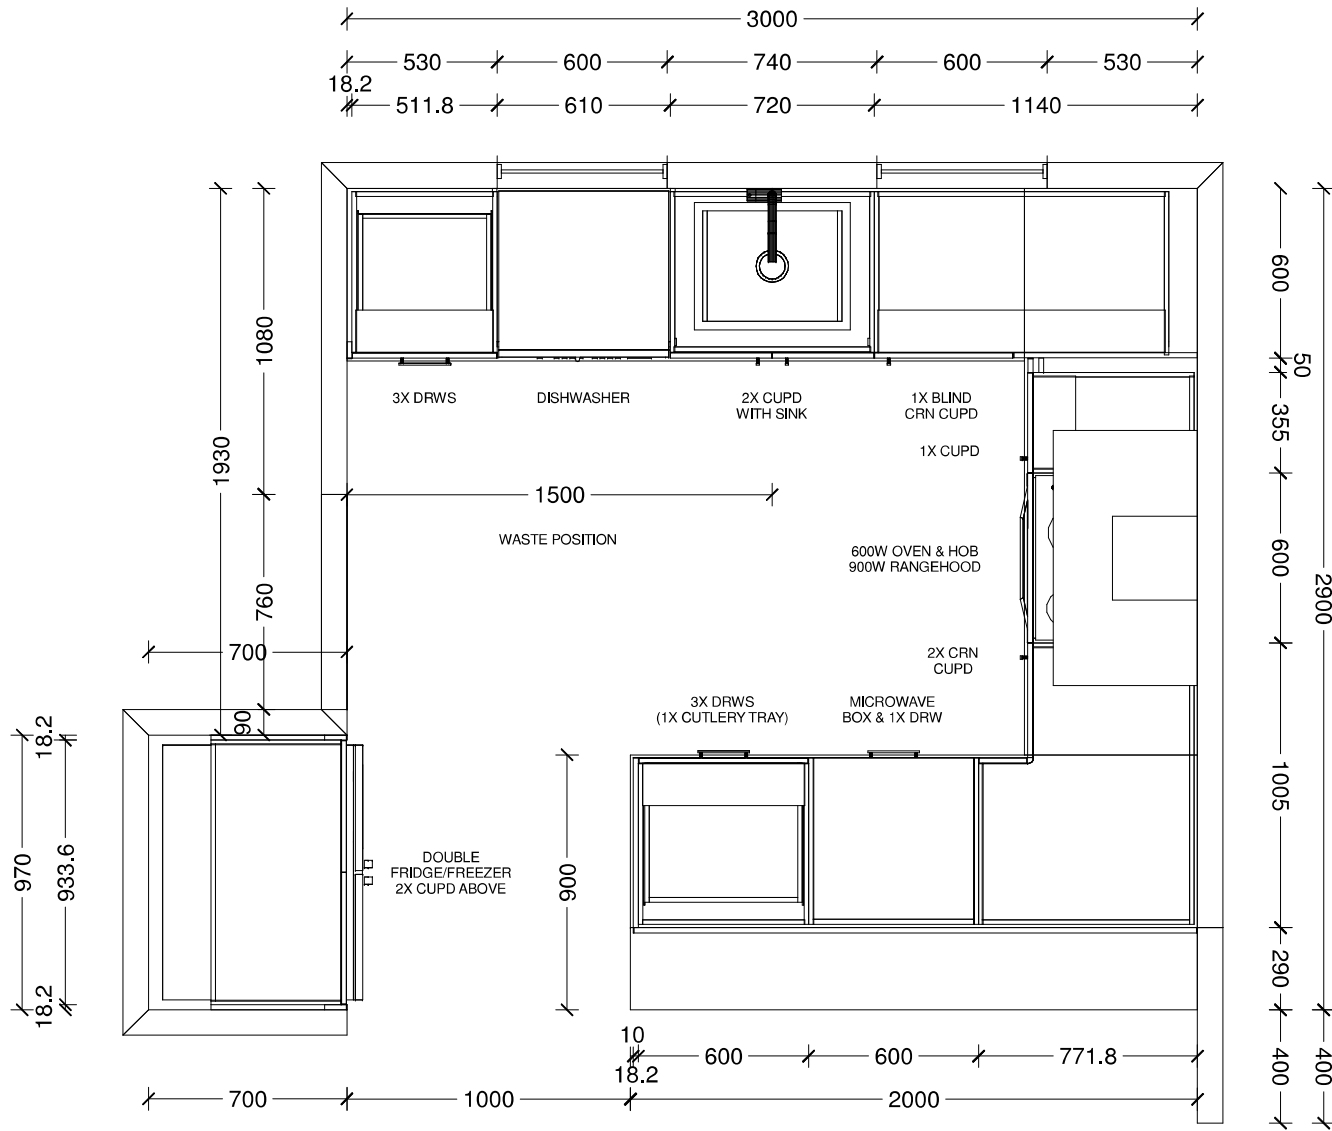 3000
530 600 740 600 530
18.2
511.8 610 720 1140
600
1080
50
3X DRWS
DISHWASHER
2X CUPD
WITH SINK
1X BLIND
CRN CUPD
355
1X CUPD
1930
1500
WASTE POSITION
600W OVEN & HOB
900W RANGEHOOD
600
2900
760
700
2X CRN
CUPD
90
18.2
3X DRWS
(1X CUTLERY TRAY)
MICROWAVE
BOX & 1X DRW
1005
970
933.6
DOUBLE
FRIDGE/FREEZER
2X CUPD ABOVE
900
290
18.2
10
600 600 771.8
18.2
400
400
700 1000 2000